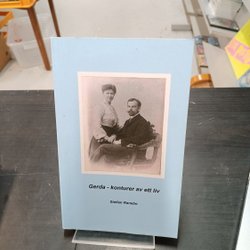 Gerda - konturer av ett liv